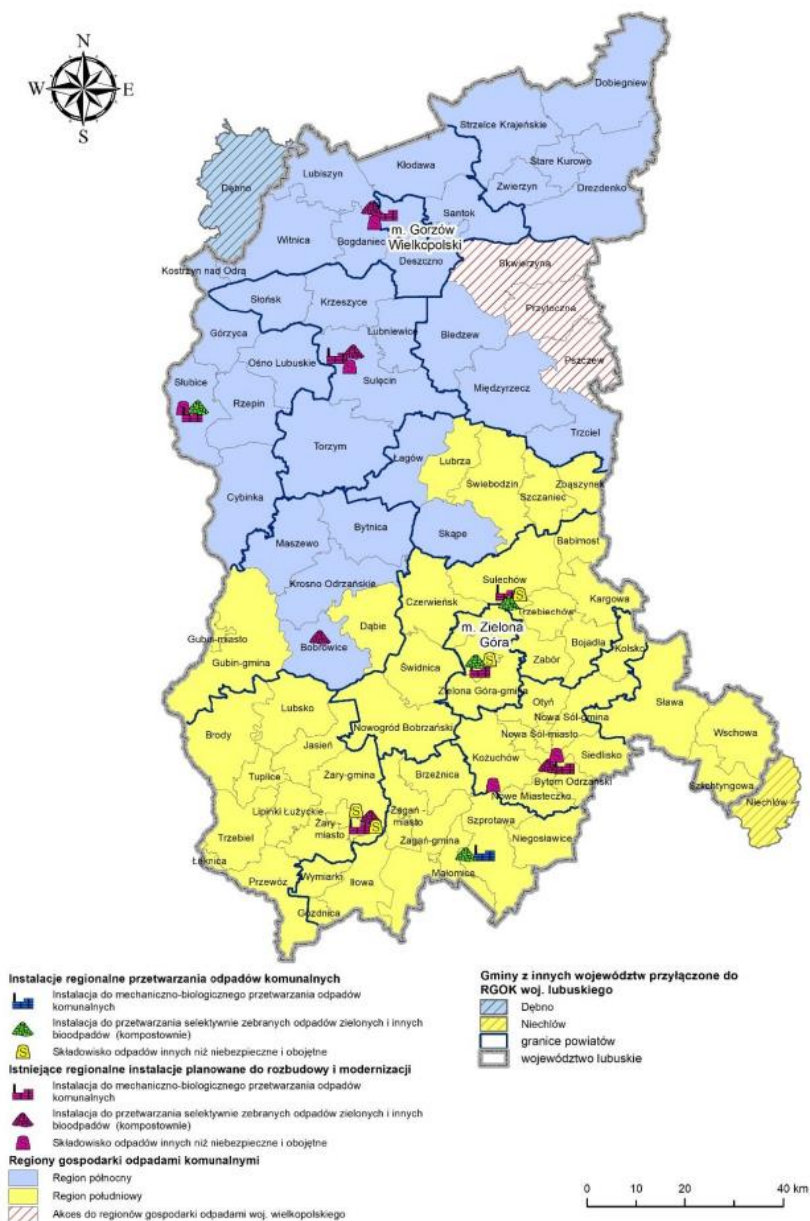 N
W
E
S
Dobiegniew
Strzelce Krajeńskie
Kłodawa
Stare Kurowo
Lubiszyn
Zwierzyn
Drezdenko
Dębno
Santok
m. Gorzów
Wielkopolski
Witnica
Bogdaniec
Deszczno
Skwierzyna
Kostrzyn nad Odrą
Słońsk
Krzeszyce
Przytoczna
Górzyca
Lubniewice
Bledzew
Pszczew
Ośno Lubuskie
Słubice
Sulęcin
Międzyrzecz
Rzepin
Trzciel
Torzym
Łagów
Lubrza
Świebodzin
Zbąszynek
Szczaniec
Cybinka
Bytnica
Skąpe
Maszewo
Babimost
Krosno Odrzańskie
Sulechów
Czerwieńsk
Kargowa
Trzebiechów
Dąbie
m. Zielona
Góra
Gubin-miasto
Bobrowice
Bojadła
Kolsko
Gubin-gmina
Świdnica
Zabór
Zielona Góra-gmina
Sława
Lubsko
Otyń
Nowa Sól-gmina
Brody
Nowogród Bobrzański
Nowa Sól-miasto
Wschowa
Jasień
Kożuchów
Siedlisko
Tuplice
Żary-gmina
Brzeźnica
Bytom Odrzański
Szlichtyngowa
Nowe Miasteczko
Niechlów
Lipinki Łużyckie
Żagań -
miasto
Żary -
miasto
Szprotawa
Trzebiel
Żagań-gmina
Niegosławice
Łęknica
Małomice
Przewóz
Wymiarki
Iłowa
Gozdnica
Instalacje regionalne przetwarzania odpadów komunalnych
Instalacja do mechaniczno-biologicznego przetwarzania odpadów
komunalnych
Instalacja do przetwarzania selektywnie zebranych odpadów zielonych i innych
bioodpadów (kompostownie)
S Składowisko odpadów innych niż niebezpieczne i obojętne
Istniejące regionalne instalacje planowane do rozbudowy i modernizacji
Instalacja do mechaniczno-biologicznego przetwarzania odpadów
komunalnych
Instalacja do przetwarzania selektywnie zebranych odpadów zielonych i innych
bioodpadów (kompostownie)
S Składowisko odpadów innych niż niebezpieczne i obojętne
Regiony gospodarki odpadami komunalnymi
Region północny
Region południowy
Akces do regionów gospodarki odpadami woj. wielkopolskiego
Gminy z innych województw przyłączone do
RGOK woj. lubuskiego
Dębno
Niechlów
granice powiatów
województwo lubuskie
0 10 20 40 km